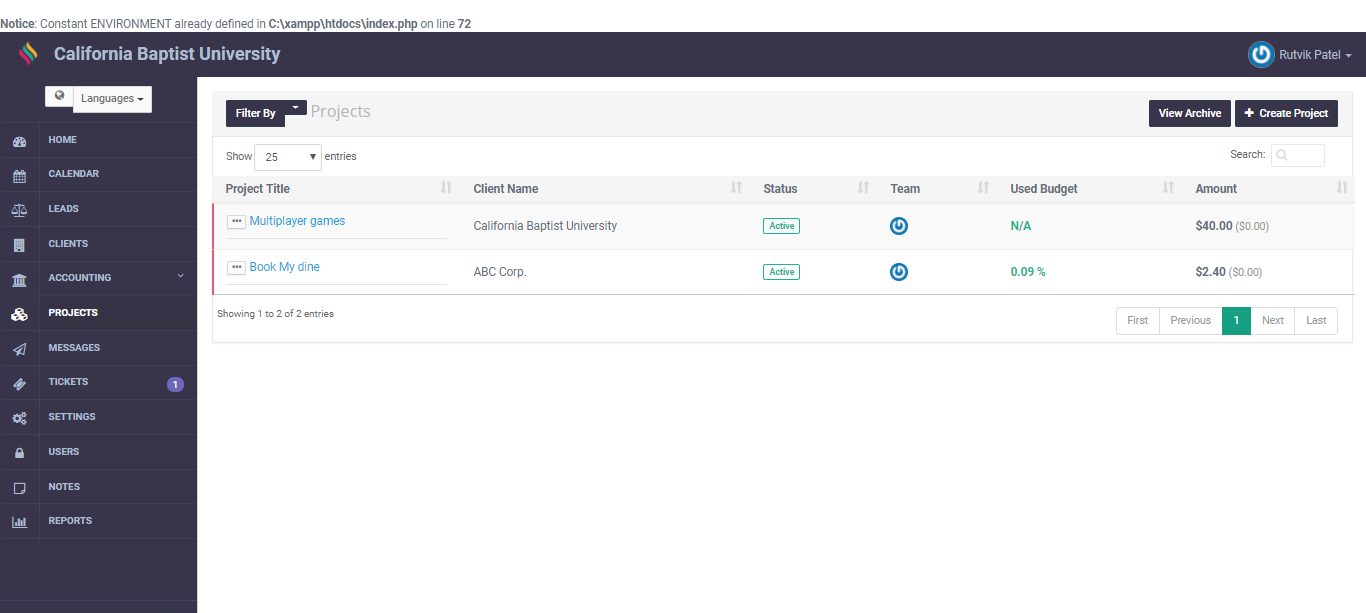 Notice: Constant ENVIRONMENT already defined in C:\xampp\htdocs\index.php on line 72
California Baptist University
Rutvik Patel
Languages
HOME
CALENDAR
LEADS
CLIENTS
ACCOUNTING
PROJECTS
MESSAGES
TICKETS 1
SETTINGS
USERS
NOTES
REPORTS
Filter By Projects View Archive Create Project
Show 25 entries Search:
Project Title Client Name Status Team Used Budget Amount
Multiplayer games California Baptist University Active N/A $40.00 ($0.00)
Book My dine ABC Corp. Active 0.09 % $2.40 ($0.00)
Showing 1 to 2 of 2 entries First Previous 1 Next Last